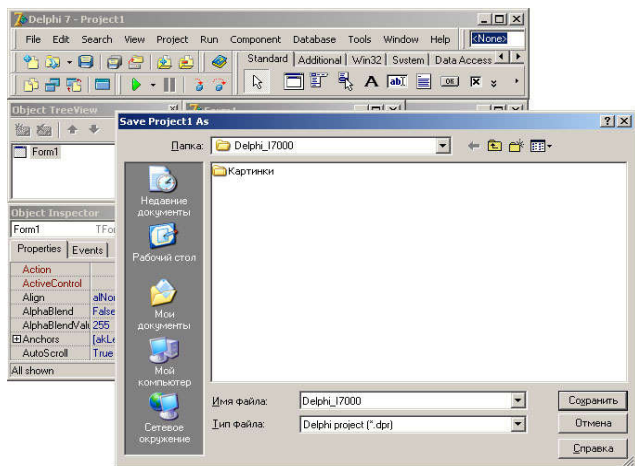 Delphi 7 - Project1
File Edit Search View Project Run Component Database Tools Window Help <None>
Standard Additional Win32 System Data Access
Object TreeView
Form1
Save Project1 As
Папка: Delphi_I7000
Картинки
Недавние документы
Рабочий стол
Мои документы
Мой компьютер
Сетевое окружение
Имя файла: Delphi_I7000 Сохранить
Тип файла: Delphi project (*.dpr) Отмена
Справка
Object Inspector
Form1
Properties Events
Action
ActiveControl
Align
AlphaBlend False
AlphaBlendVal 255
Anchors
AutoScroll True
All shown